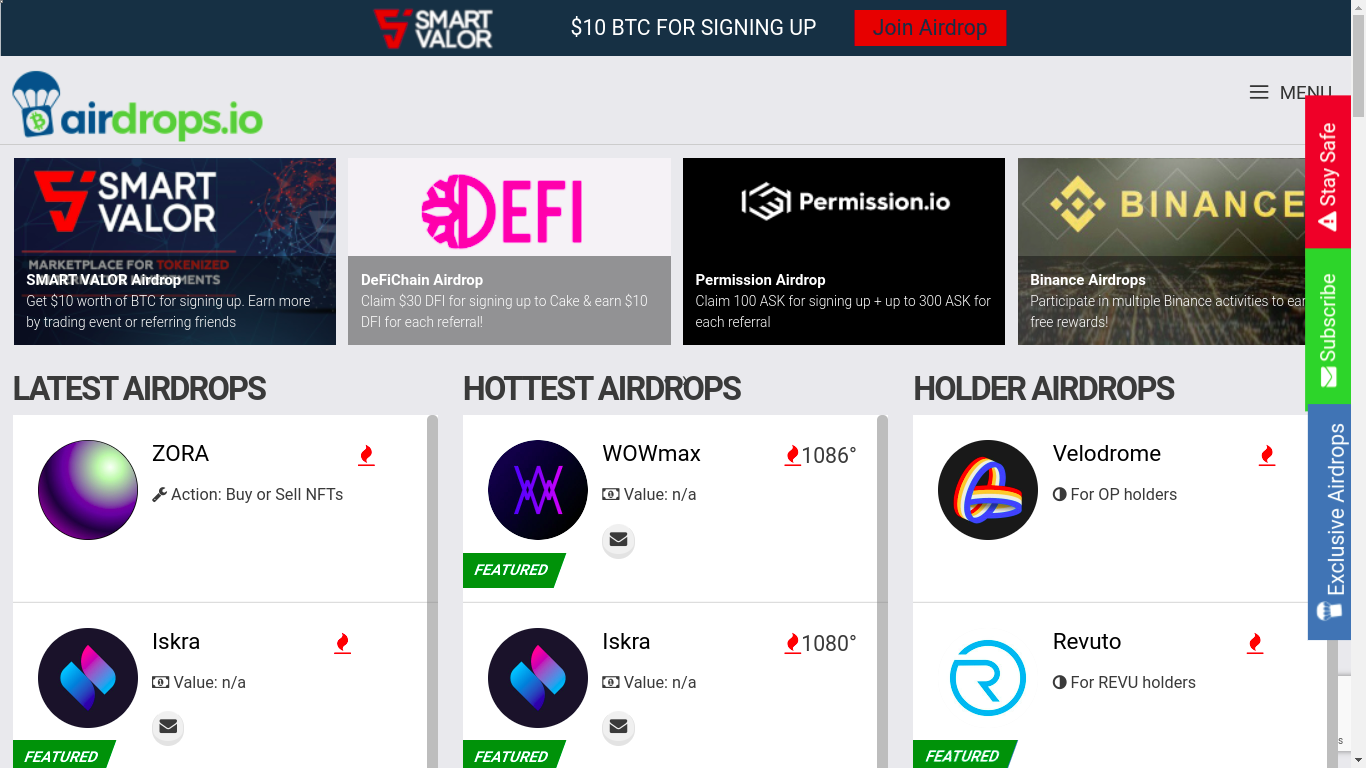 SMART
VALOR
$10 BTC FOR SIGNING UP
Join Airdrop
airdrops.io
MENU
Stay Safe
Subscribe
Exclusive Airdrops
SMART
VALOR
MARKETPLACE FOR TOKENIZED
SMART VALOR Airdrop
Get $10 worth of BTC for signing up. Earn more
by trading event or referring friends
DEFI
DeFiChain Airdrop
Claim $30 DFI for signing up to Cake & earn $10
DFI for each referral!
Permission.io
Permission Airdrop
Claim 100 ASK for signing up + up to 300 ASK for
each referral
BINANCE
Binance Airdrops
Participate in multiple Binance activities to ear
free rewards!
LATEST AIRDROPS
ZORA
Action: Buy or Sell NFTs
Iskra
Value: n/a
FEATURED
HOTTEST AIRDROPS
WOWmax
1086°
Value: n/a
FEATURED
Iskra
1080°
Value: n/a
FEATURED
HOLDER AIRDROPS
Velodrome
For OP holders
Revuto
For REVU holders
FEATURED